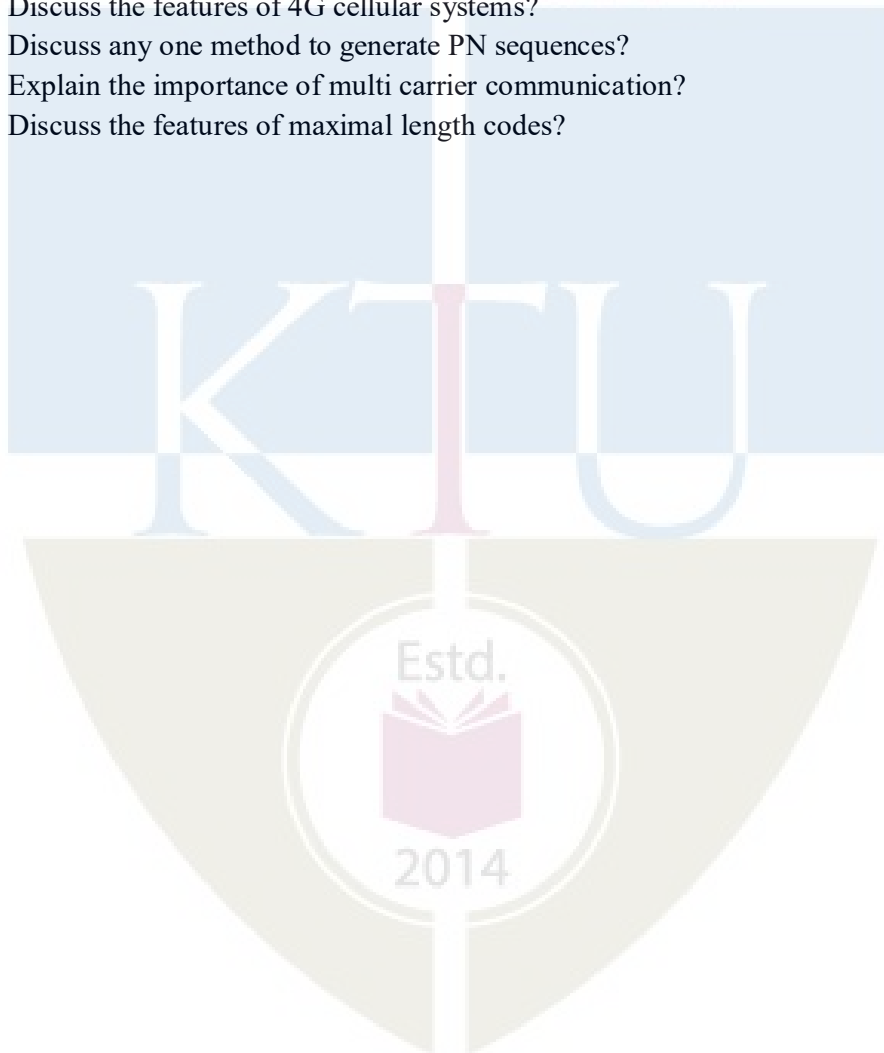 Discuss the features of 4G cellular systems?
Discuss any one method to generate PN sequences?
Explain the importance of multi carrier communication?
Discuss the features of maximal length codes?
KTU
Estd.
2014